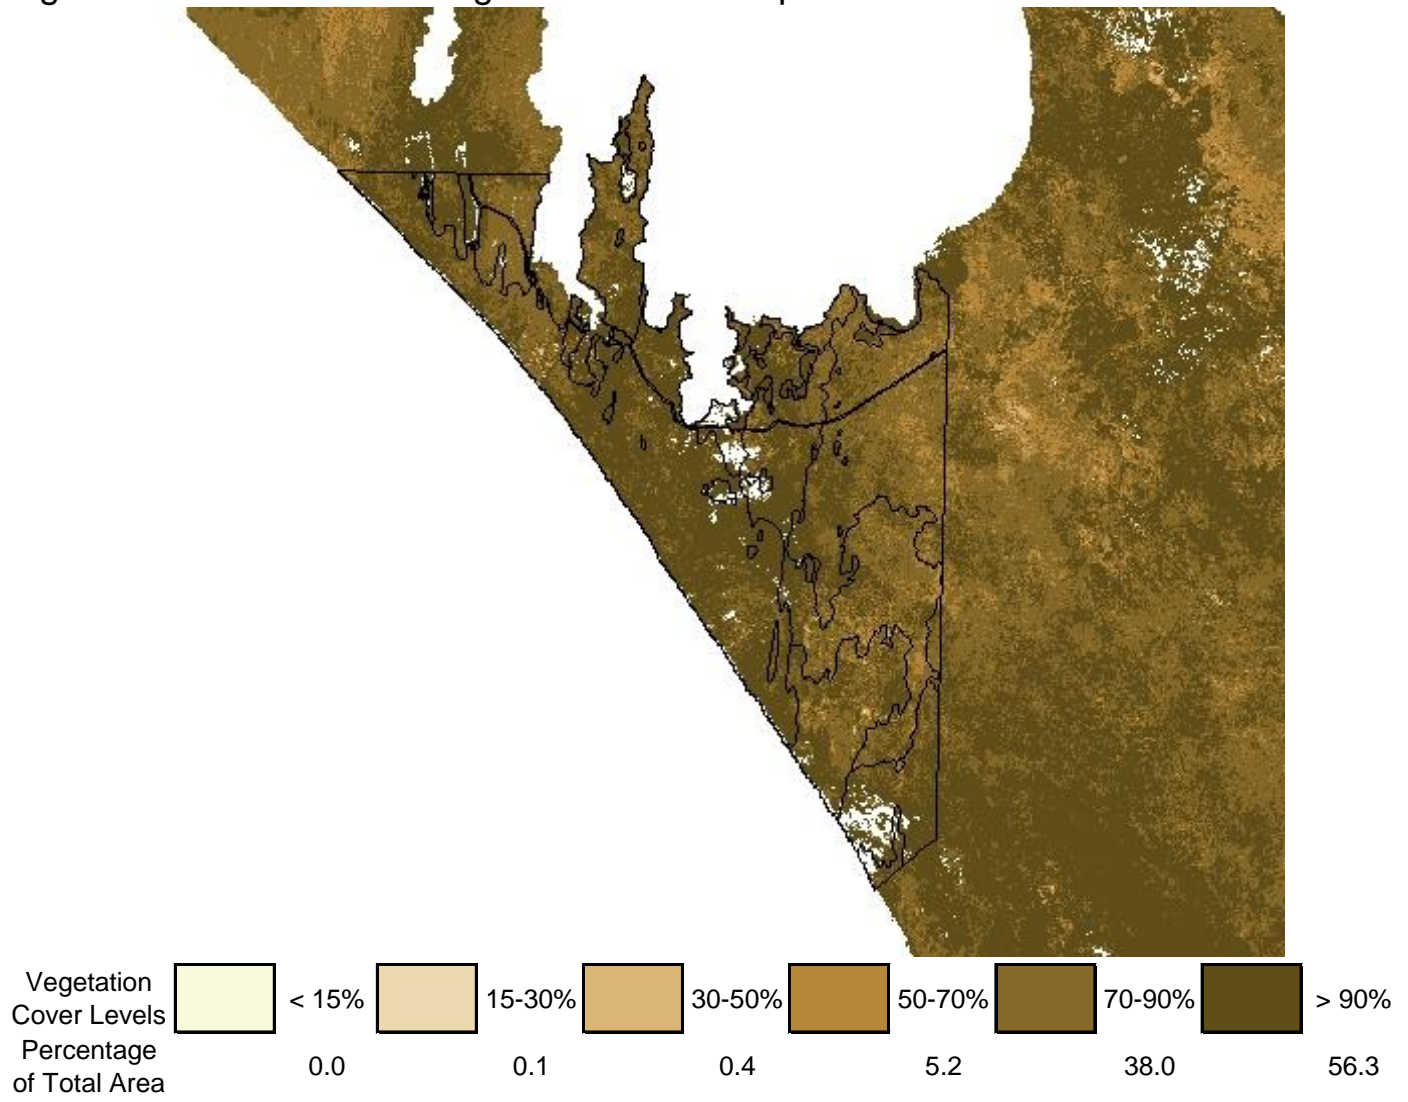 Vegetation
Cover Levels
< 15% 15-30% 30-50% 50-70% 70-90% > 90%
Percentage
of Total Area
0.0 0.1 0.4 5.2 38.0 56.3